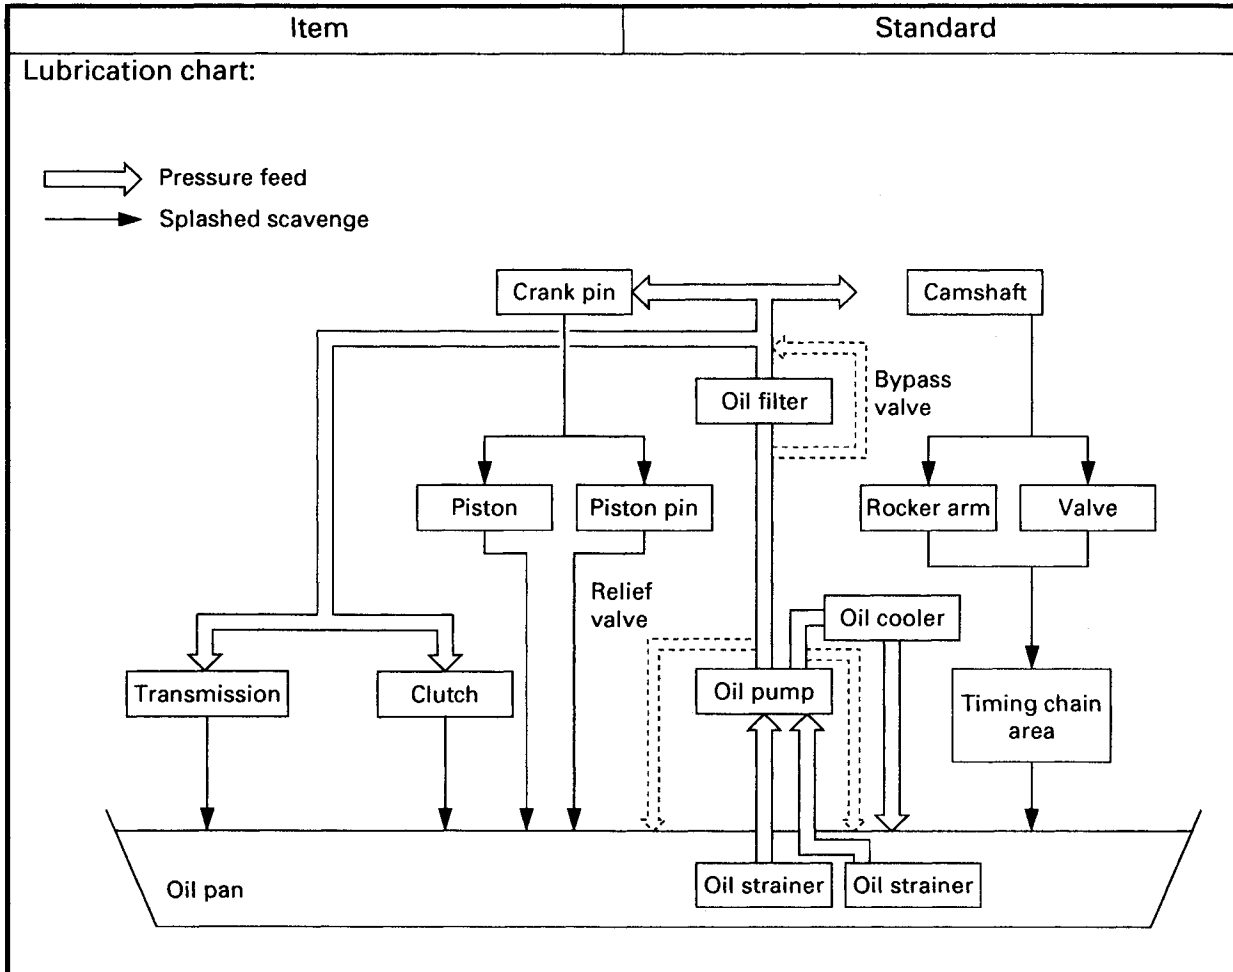 Item
Standard
Lubrication chart:
Pressure feed
Splashed scavenge
Crank pin
Camshaft
Bypass
valve
Oil filter
Piston
Piston pin
Rocker arm
Valve
Relief
valve
Oil cooler
Transmission
Clutch
Oil pump
Timing chain
area
Oil pan
Oil strainer
Oil strainer